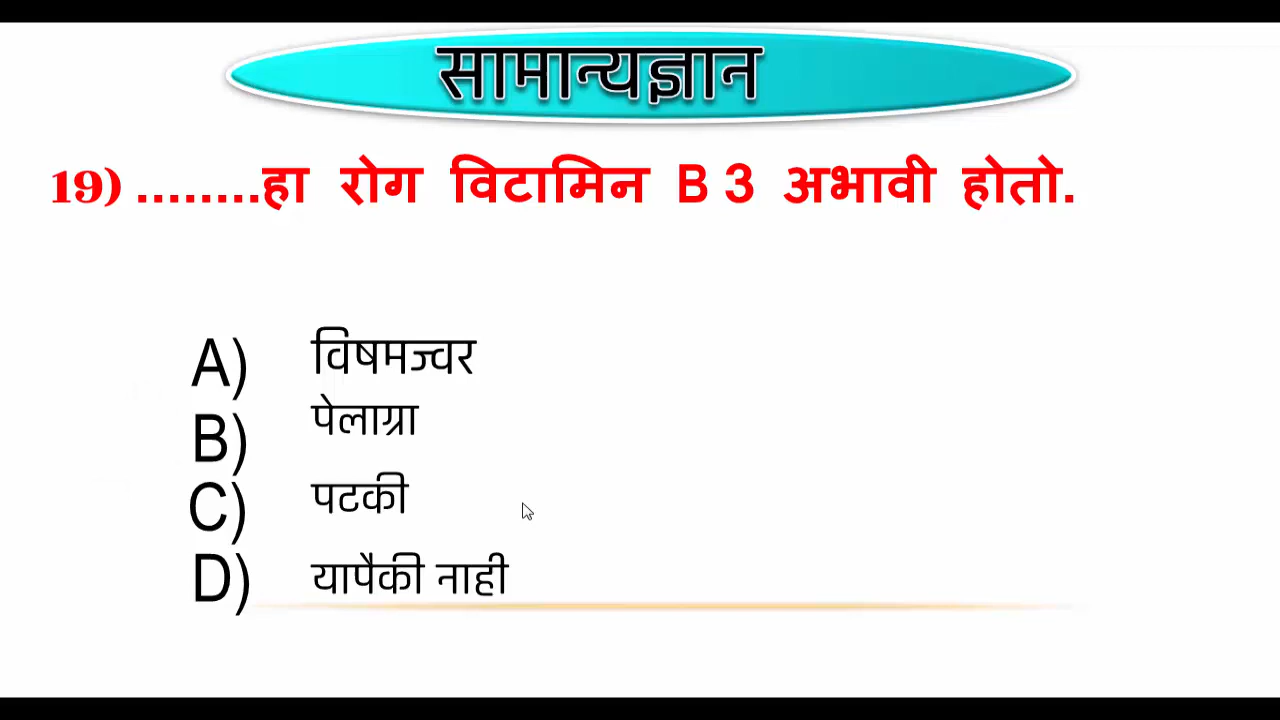 सामान्यज्ञान
19) ........हा रोग विटामिन B 3 अभावी होतो.
A) विषमज्वर
B) पेलाग्रा
C) पटकी
D) यापैकी नाही